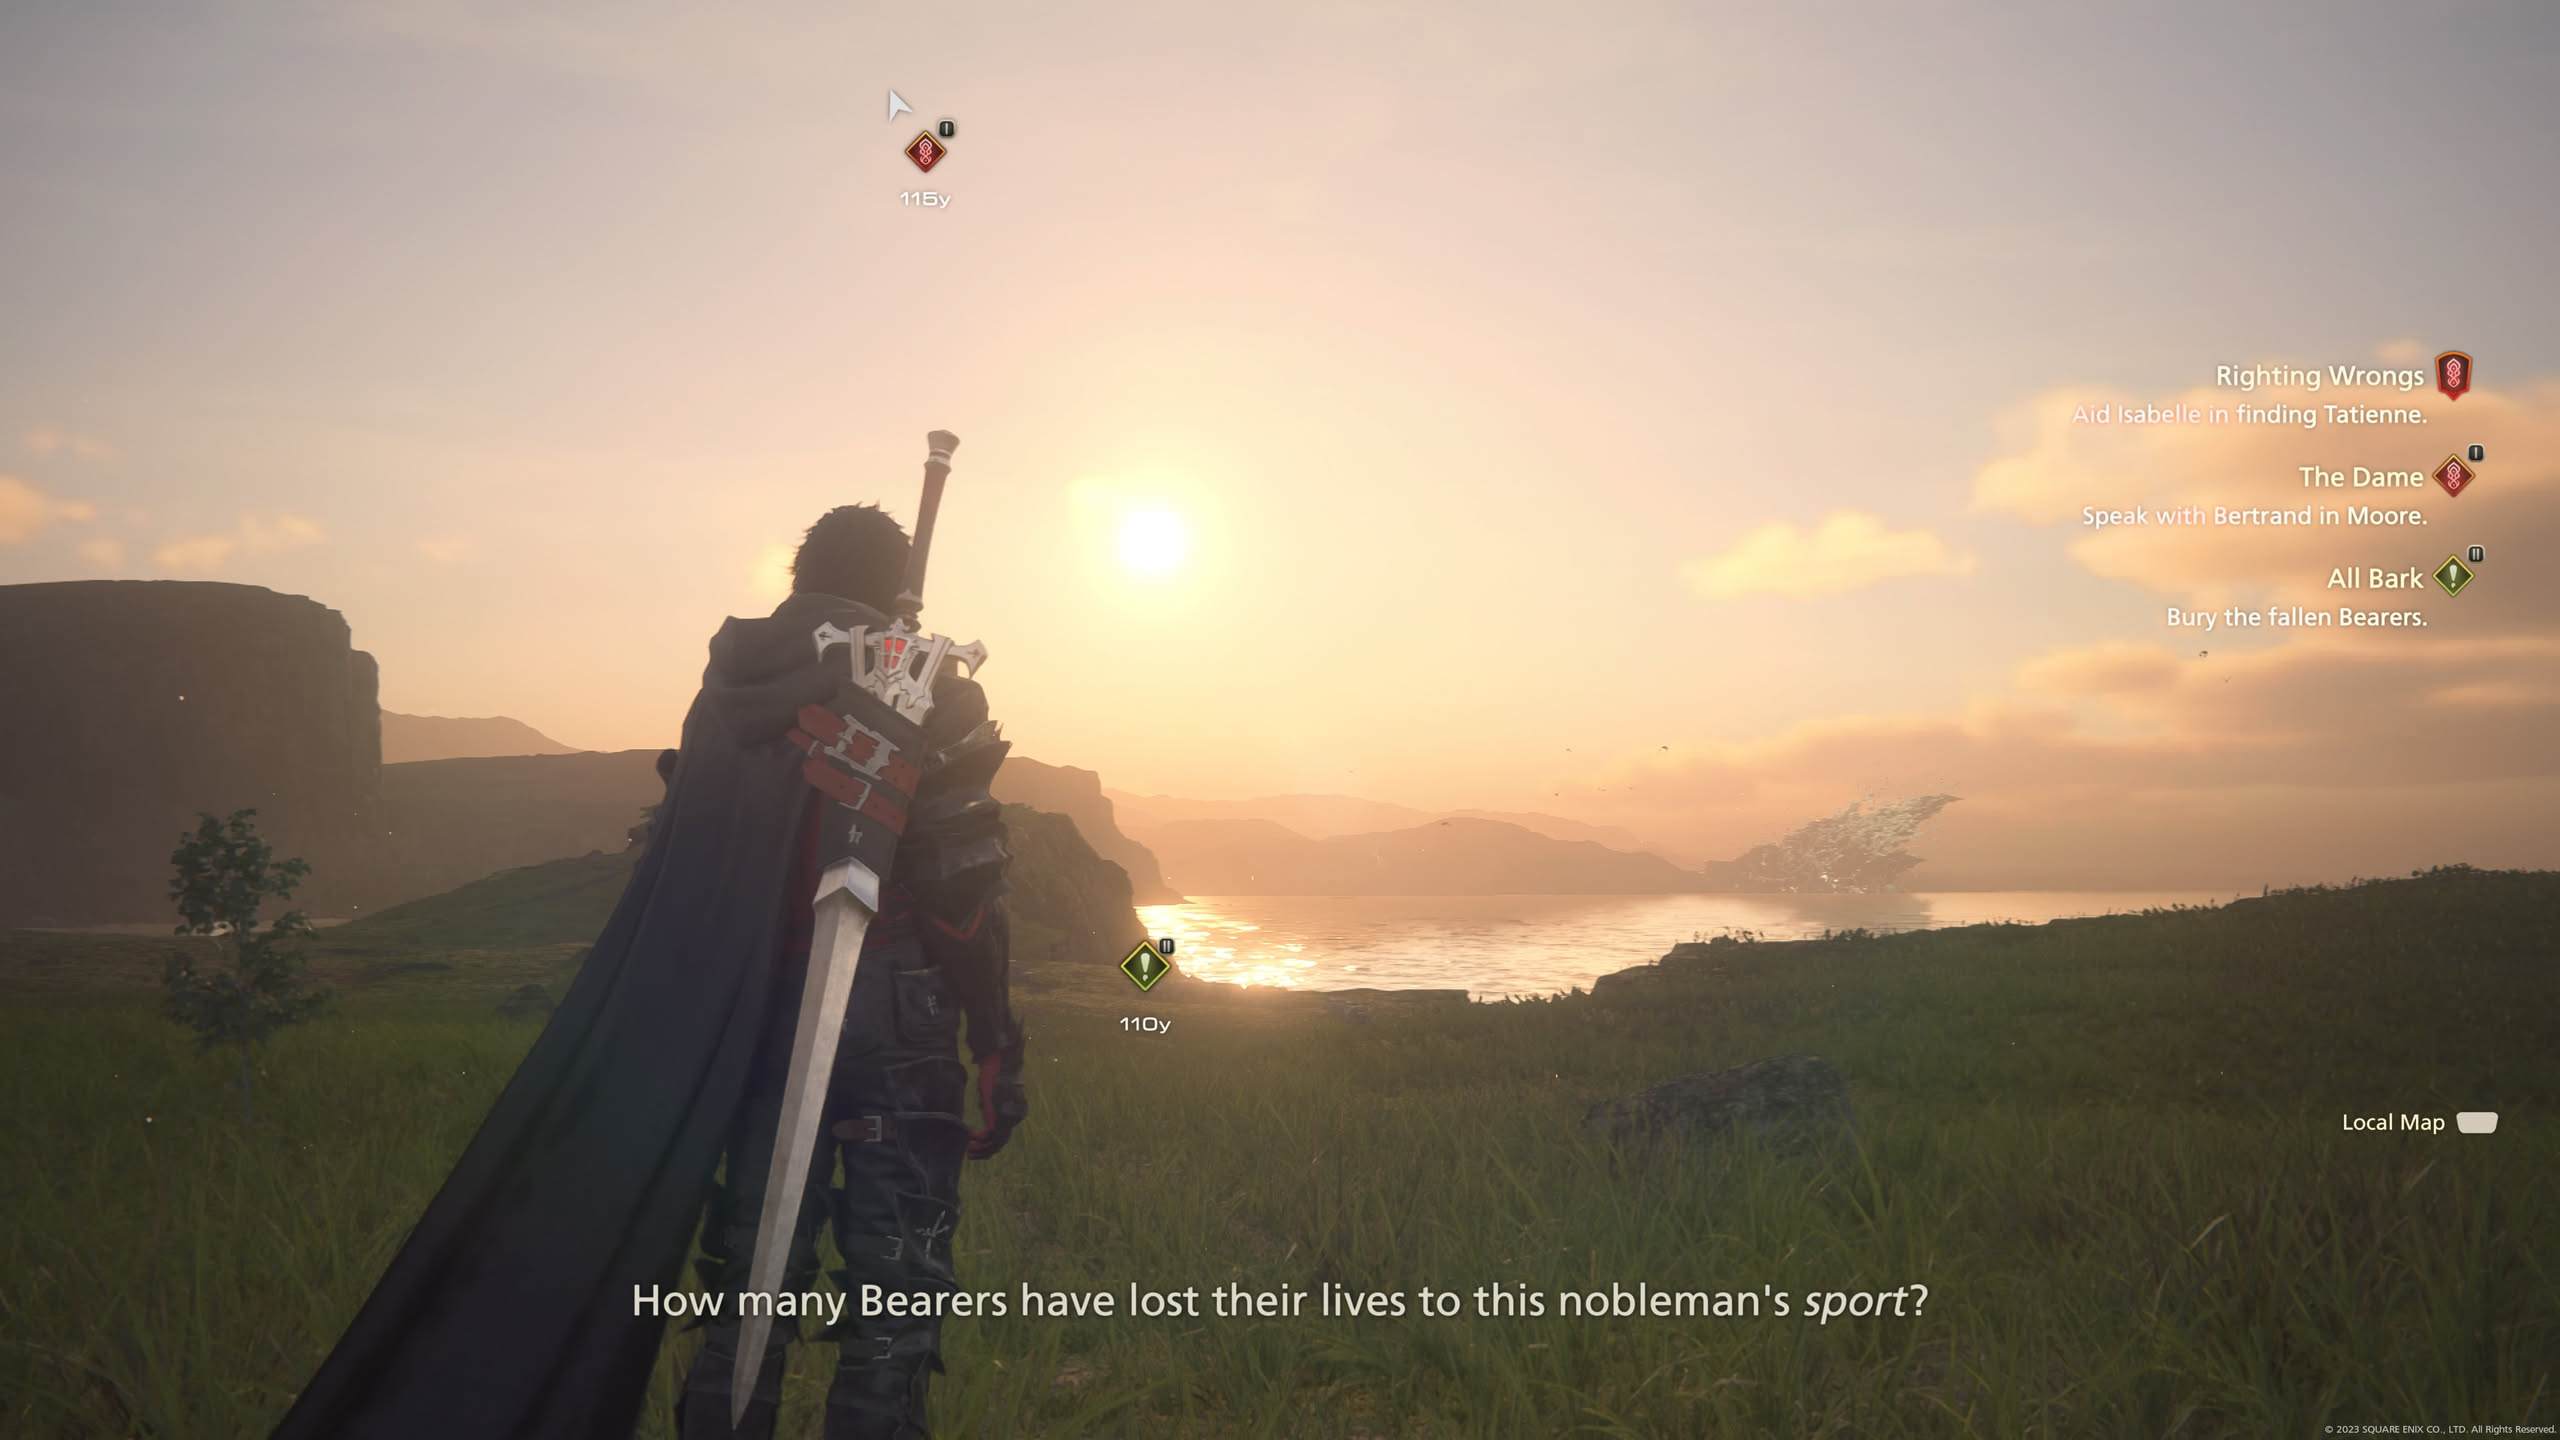 I
115y
Righting Wrongs
Aid Isabelle in finding Tatienne.
I
The Dame
Speak with Bertrand in Moore.
II
All Bark
Bury the fallen Bearers.
II
110y
Local Map
How many Bearers have lost their lives to this nobleman's sport?
© 2023 SQUARE ENIX CO., LTD. All Rights Reserved.